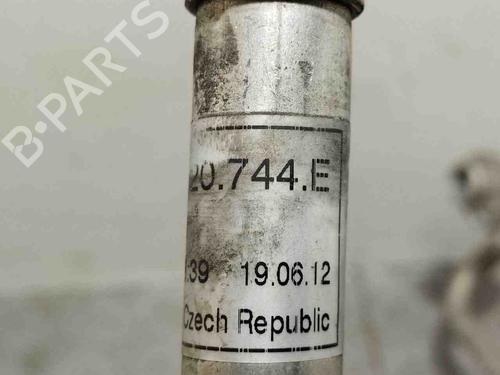 B-PARTS
20.744.E
:39 19.06.12
Czech Republic